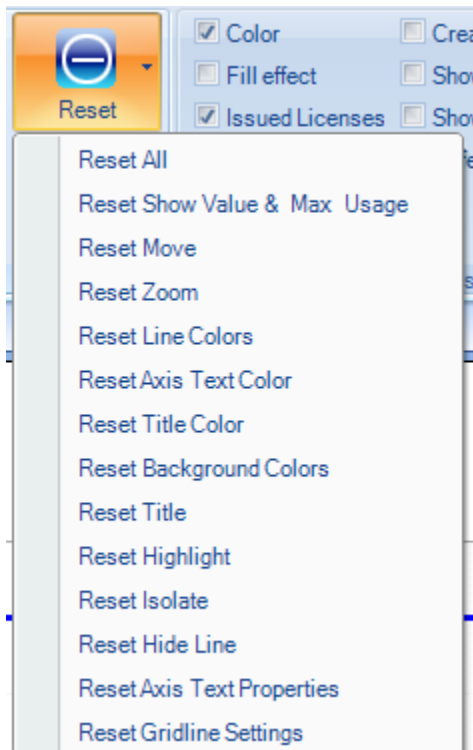 Color
Fill effect
Issued Licenses
Reset
Reset All
Reset Show Value & Max Usage
Reset Move
Reset Zoom
Reset Line Colors
Reset Axis Text Color
Reset Title Color
Reset Background Colors
Reset Title
Reset Highlight
Reset Isolate
Reset Hide Line
Reset Axis Text Properties
Reset Gridline Settings